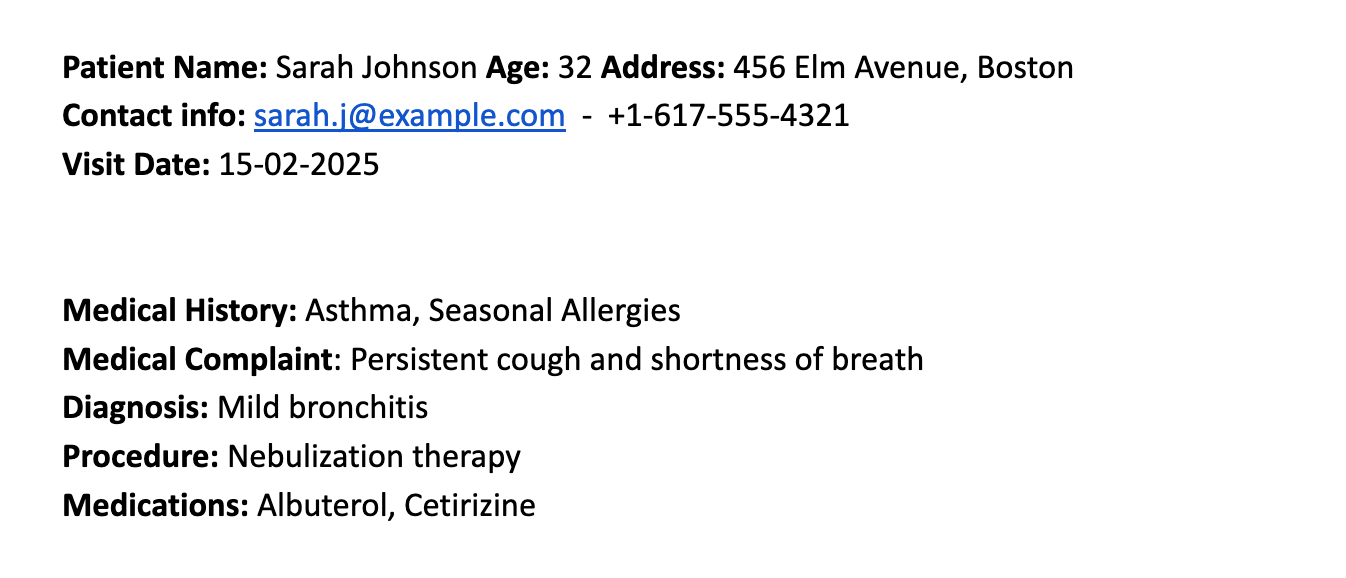 Patient Name: Sarah Johnson Age: 32 Address: 456 Elm Avenue, Boston
Contact info: sarah.j@example.com - +1-617-555-4321
Visit Date: 15-02-2025
Medical History: Asthma, Seasonal Allergies
Medical Complaint: Persistent cough and shortness of breath
Diagnosis: Mild bronchitis
Procedure: Nebulization therapy
Medications: Albuterol, Cetirizine